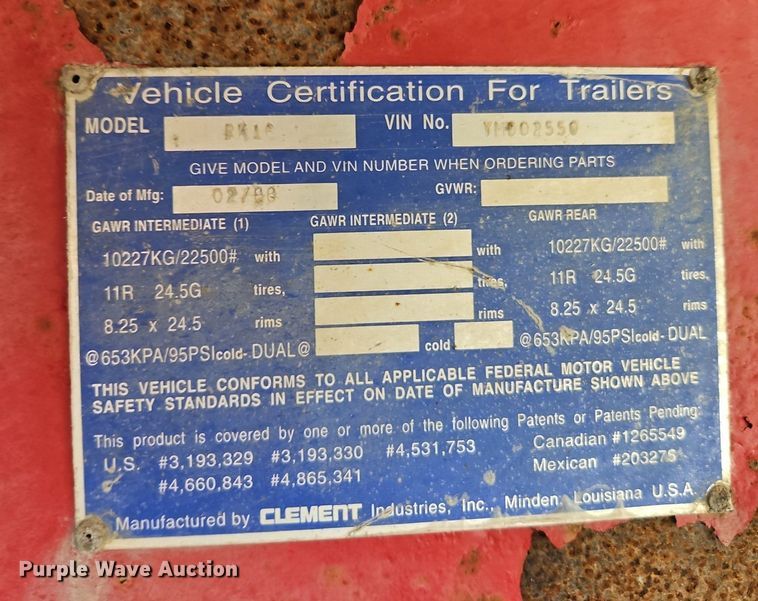 Vehicle Certification For Trailers
MODEL VIN No.
GIVE MODEL AND VIN NUMBER WHEN ORDERING PARTS
Date of Mfg: 02/00 GVWR:
GAWR INTERMEDIATE (1) GAWR INTERMEDIATE (2) GAWR REAR
10227KG/22500# with with 10227KG/22500# with
11R 24.5G tires, tires, 11R 24.5G tires,
8.25 x 24.5 rims rims 8.25 x 24.5 rims
@653KPA/95PSIcold- DUAL@ cold @653KPA/95PSIcold- DUAL
THIS VEHICLE CONFORMS TO ALL APPLICABLE FEDERAL MOTOR VEHICLE
SAFETY STANDARDS IN EFFECT ON DATE OF MANUFACTURE SHOWN ABOVE
This product is covered by one or more of the following Patents or Patents Pending:
U.S. #3,193,329 #3,193,330 #4,531,753 Canadian #1265549
#4,660,843 #4,865,341 Mexican
Manufactured by CLEMENT Industries, Inc., Minden, Louisiana U.S.A
Purple Wave Auction